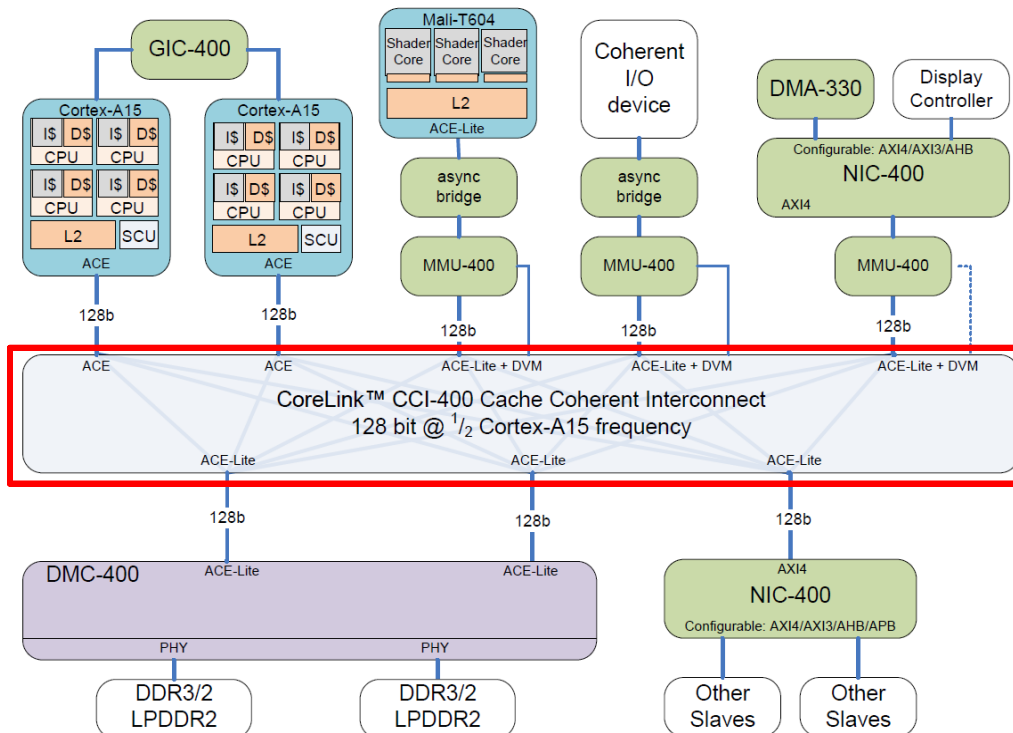 GIC-400
Cortex-A15
I$ D$ I$ D$
CPU CPU
I$ D$ I$ D$
CPU CPU
L2 SCU
ACE
Cortex-A15
I$ D$ I$ D$
CPU CPU
I$ D$ I$ D$
CPU CPU
L2 SCU
ACE
Mali-T604
Shader Core
Shader Core
Shader Core
L2
ACE-Lite
async
bridge
MMU-400
Coherent
I/O
device
async
bridge
MMU-400
DMA-330
Display
Controller
Configurable: AXI4/AXI3/AHB
NIC-400
AXI4
MMU-400
128b 128b 128b 128b 128b
ACE ACE ACE-Lite + DVM ACE-Lite + DVM ACE-Lite + DVM
CoreLink™ CCI-400 Cache Coherent Interconnect
128 bit @ 1/2 Cortex-A15 frequency
ACE-Lite ACE-Lite ACE-Lite
128b 128b 128b
DMC-400
ACE-Lite ACE-Lite
PHY PHY
DDR3/2
LPDDR2
DDR3/2
LPDDR2
AXI4
NIC-400
Configurable: AXI4/AXI3/AHB/APB
Other
Slaves
Other
Slaves